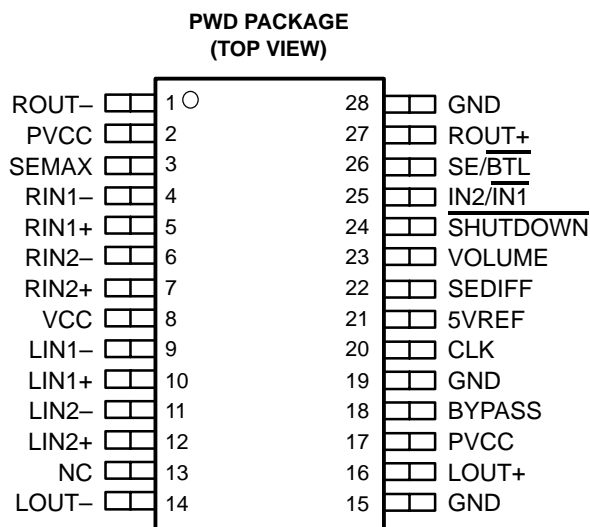 PWD PACKAGE
(TOP VIEW)
ROUT– 1 28 GND
PVCC 2 27 ROUT+
SEMAX 3 26 SE/B̅T̅L̅
RIN1– 4 25 IN2/I̅N̅1̅
RIN1+ 5 24 S̅H̅U̅T̅D̅O̅W̅N̅
RIN2– 6 23 VOLUME
RIN2+ 7 22 SEDIFF
VCC 8 21 5VREF
LIN1– 9 20 CLK
LIN1+ 10 19 GND
LIN2– 11 18 BYPASS
LIN2+ 12 17 PVCC
NC 13 16 LOUT+
LOUT– 14 15 GND